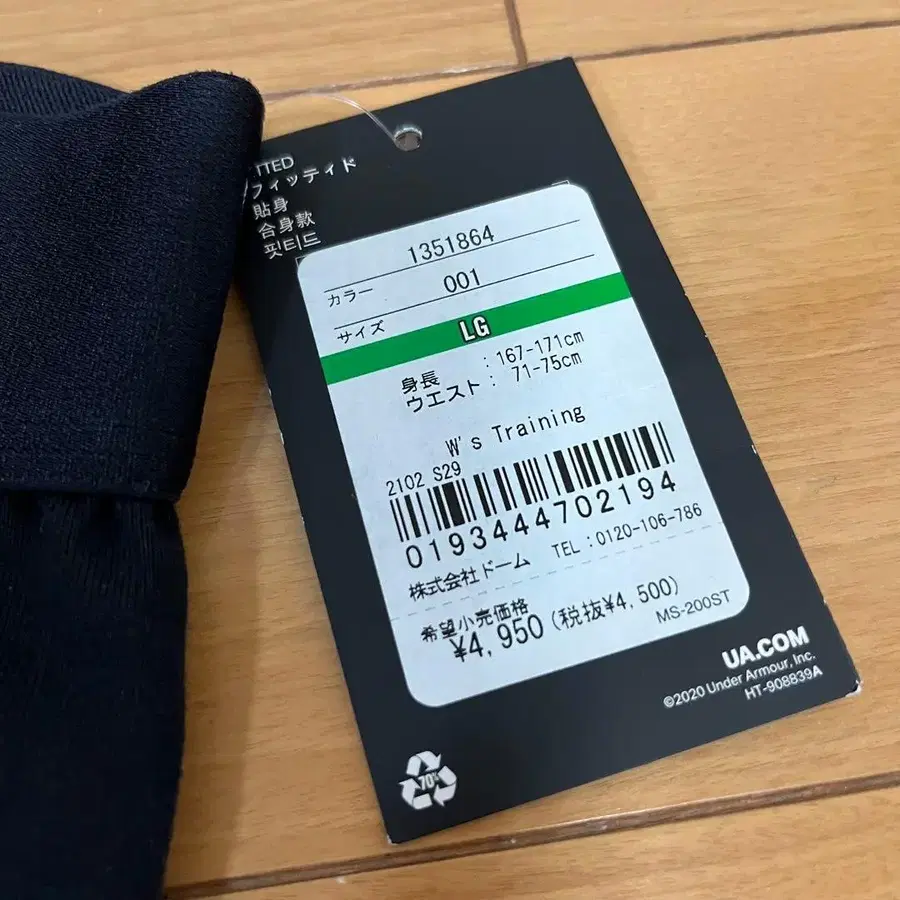 TTED
フィッティド
貼身
合身款
핏티드
1351864
カラー 001
サイズ LG
身長 : 167-171cm
ウエスト : 71-75cm
W's Training
2102 S29
0193444702194
株式会社ドーム TEL:0120-106-786
希望小売価格
¥4,950(税抜¥4,500)
MS-200ST
UA.COM
©2020 Under Armour, Inc.
HT-908839A
70%